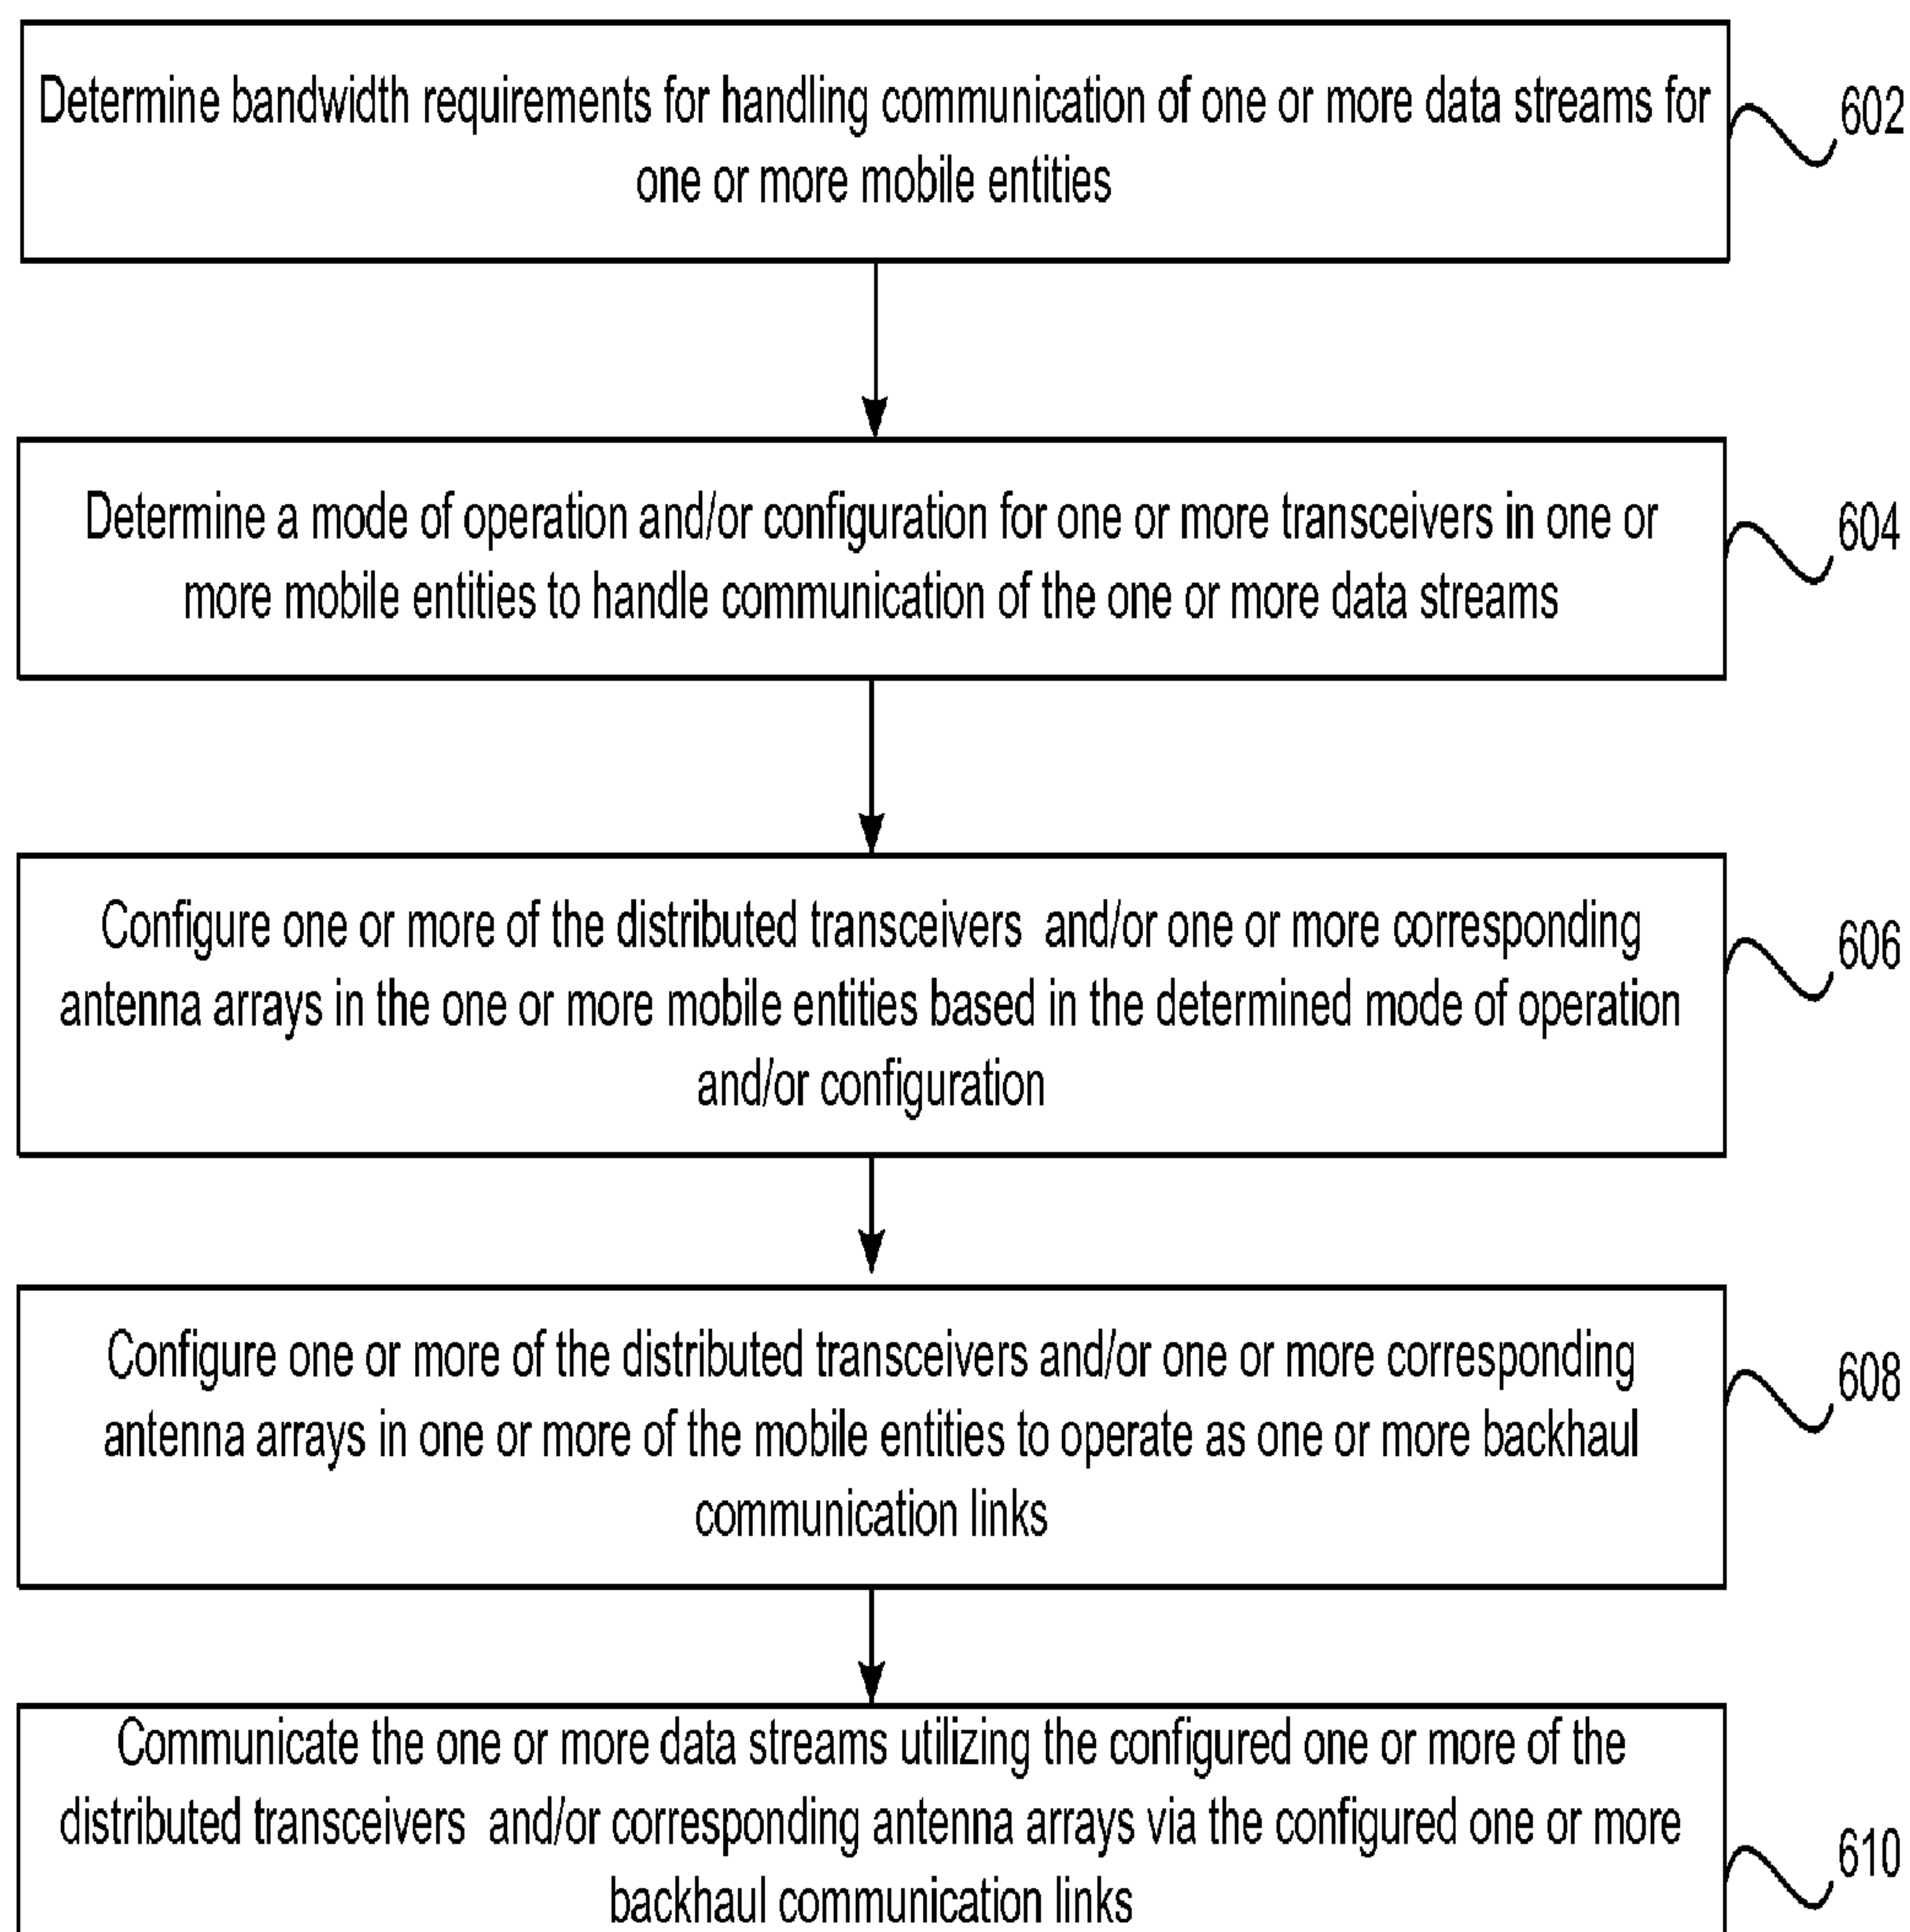 Determine bandwidth requirements for handling communication of one or more data streams for
one or more mobile entities
602
Determine a mode of operation and/or configuration for one or more transceivers in one or
more mobile entities to handle communication of the one or more data streams
604
Configure one or more of the distributed transceivers and/or one or more corresponding
antenna arrays in the one or more mobile entities based in the determined mode of operation
and/or configuration
606
Configure one or more of the distributed transceivers and/or one or more corresponding
antenna arrays in one or more of the mobile entities to operate as one or more backhaul
communication links
608
Communicate the one or more data streams utilizing the configured one or more of the
distributed transceivers and/or corresponding antenna arrays via the configured one or more
backhaul communication links
610